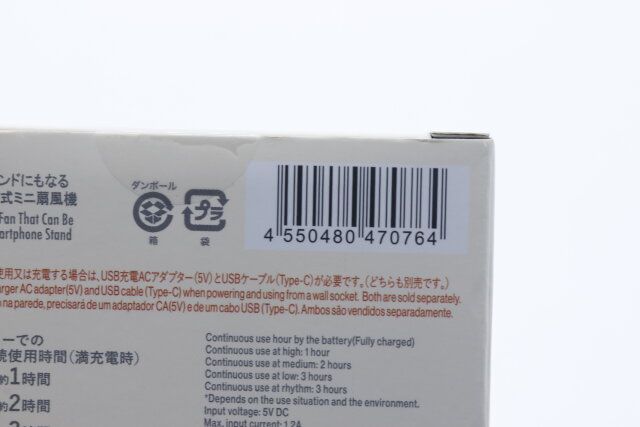 ンドにもなる
式ミニ扇風機
Fan That Can Be
artphone Stand
ダンボール
箱
プラ
袋
4 550480 470764
使用又は充電する場合は、USB充電ACアダプター(5V)とUSBケーブル(Type-C)が必要です。(どちらも別売です。)
arger AC adapter(5V) and USB cable (Type-C) when powering and using from a wall socket. Both are sold separately.
o na parede, precisará de um adaptador CA(5V) e de um cabo USB (Type-C). Ambos são vendidos separadamente.
ーでの
続使用時間(満充電時)
約1時間
約2時間
Continuous use hour by the battery(Fully charged)
Continuous use at high: 1 hour
Continuous use at medium: 2 hours
Continuous use at low: 3 hours
Continuous use at rhythm: 3 hours
*Depends on the use situation and the environment.
Input voltage: 5V DC
Max. input current: 1.2A